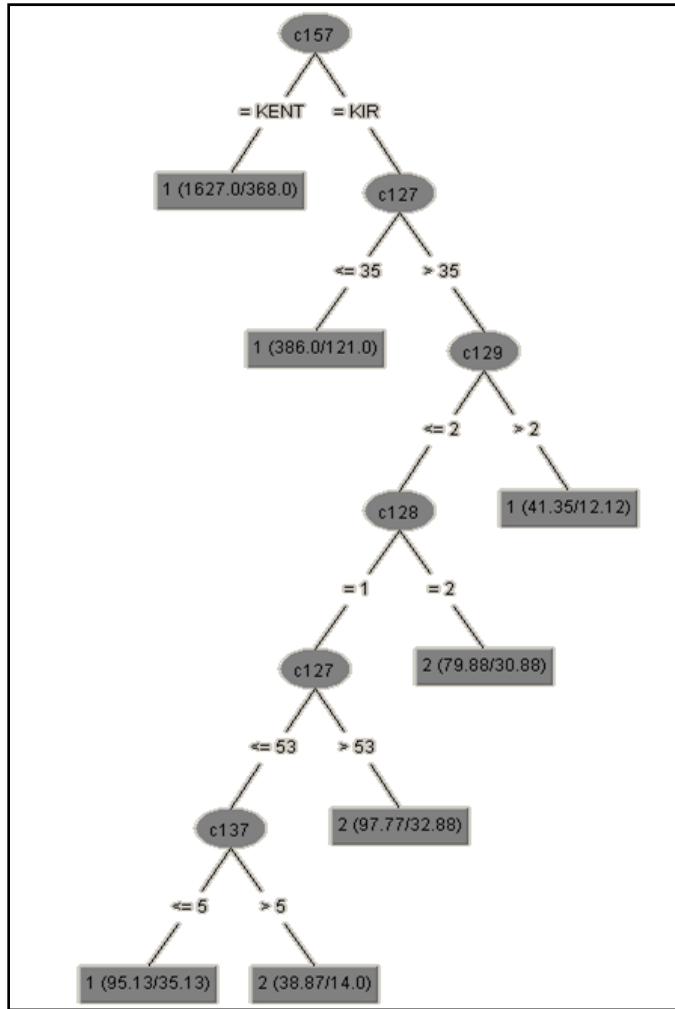 c157
= KENT
= KIR
1 (1627.0/368.0)
c127
<= 35
> 35
1 (386.0/121.0)
c129
<= 2
> 2
c128
1 (41.35/12.12)
= 1
= 2
c127
2 (79.88/30.88)
<= 53
> 53
c137
2 (97.77/32.88)
<= 5
> 5
1 (95.13/35.13)
2 (38.87/14.0)